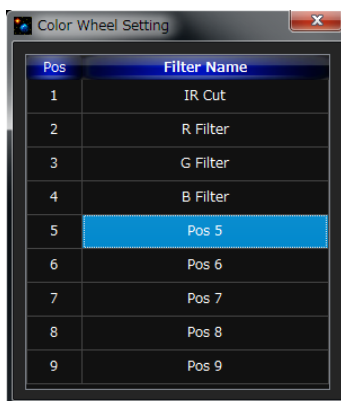 Color Wheel Setting
Pos Filter Name
1 IR Cut
2 R Filter
3 G Filter
4 B Filter
5 Pos 5
6 Pos 6
7 Pos 7
8 Pos 8
9 Pos 9